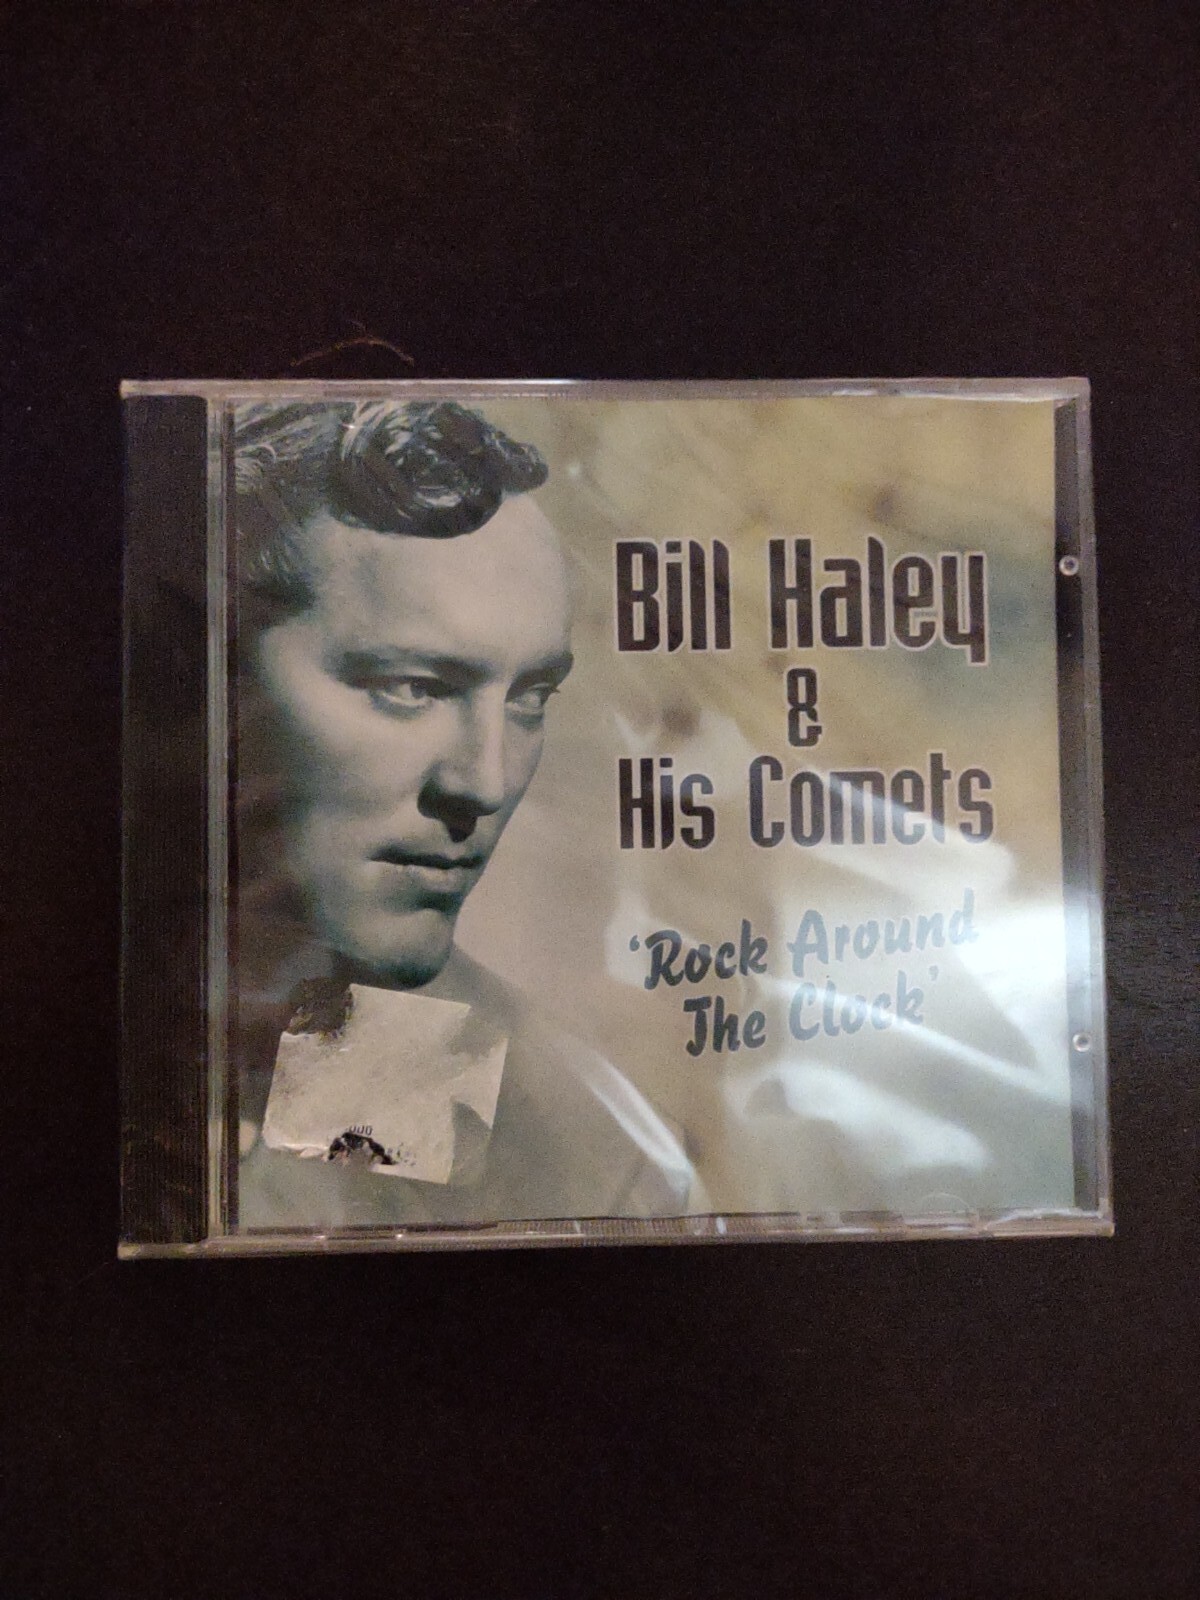 Bill Haley
&
His Comets
'Rock Around
The Clock'